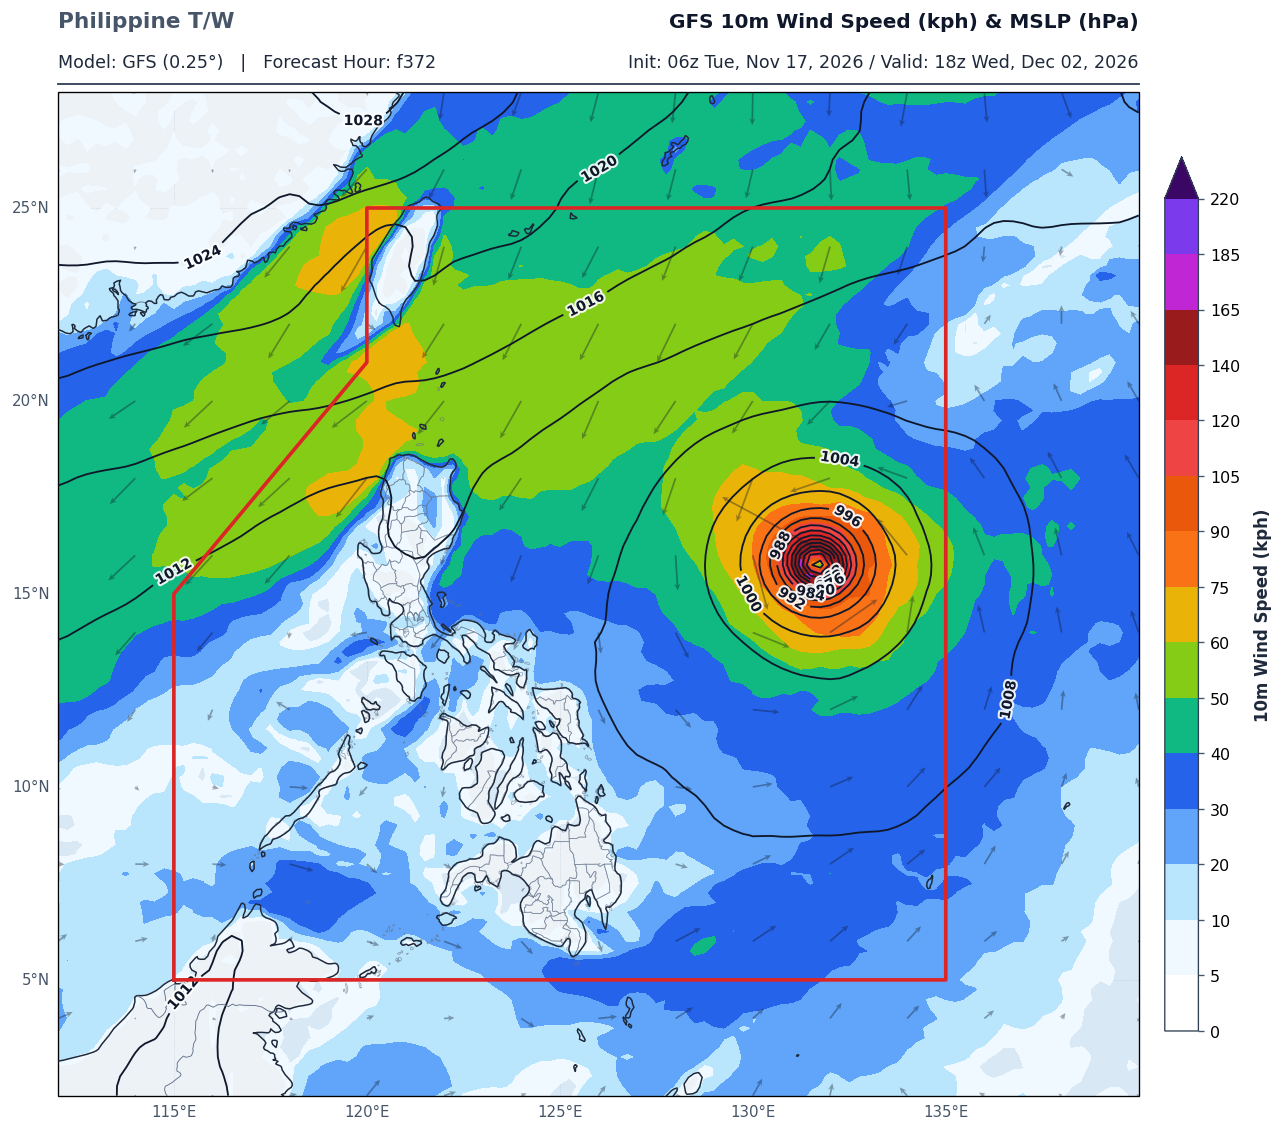 Philippine T/W
GFS 10m Wind Speed (kph) & MSLP (hPa)
Model: GFS (0.25°) | Forecast Hour: f372
Init: 06z Tue, Nov 17, 2026 / Valid: 18z Wed, Dec 02, 2026
1028
1020
1024
1016
1012
1004
996
988
1000
992
984
1008
1012
25°N
20°N
15°N
10°N
5°N
115°E
120°E
125°E
130°E
135°E
220
185
165
140
120
105
90
75
60
50
40
30
20
10
5
0
10m Wind Speed (kph)